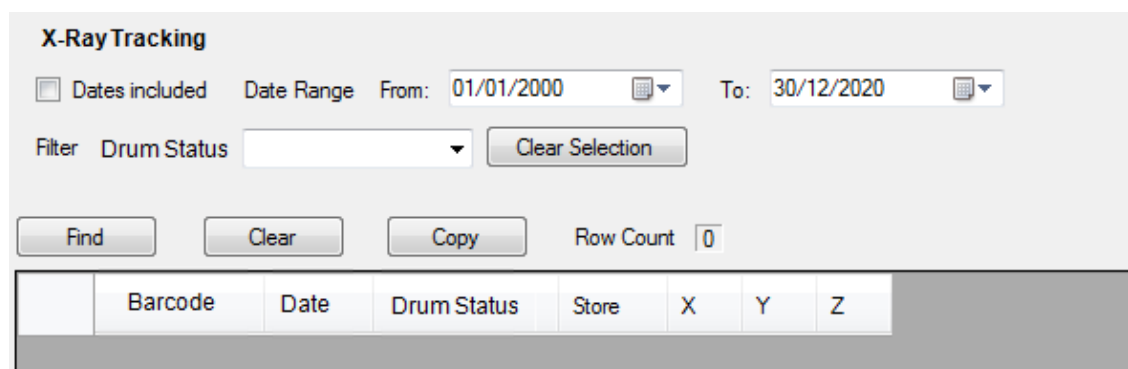 X-Ray Tracking
Dates included Date Range From: 01/01/2000 To: 30/12/2020
Filter Drum Status Clear Selection
Find Clear Copy Row Count 0
Barcode Date Drum Status Store X Y Z